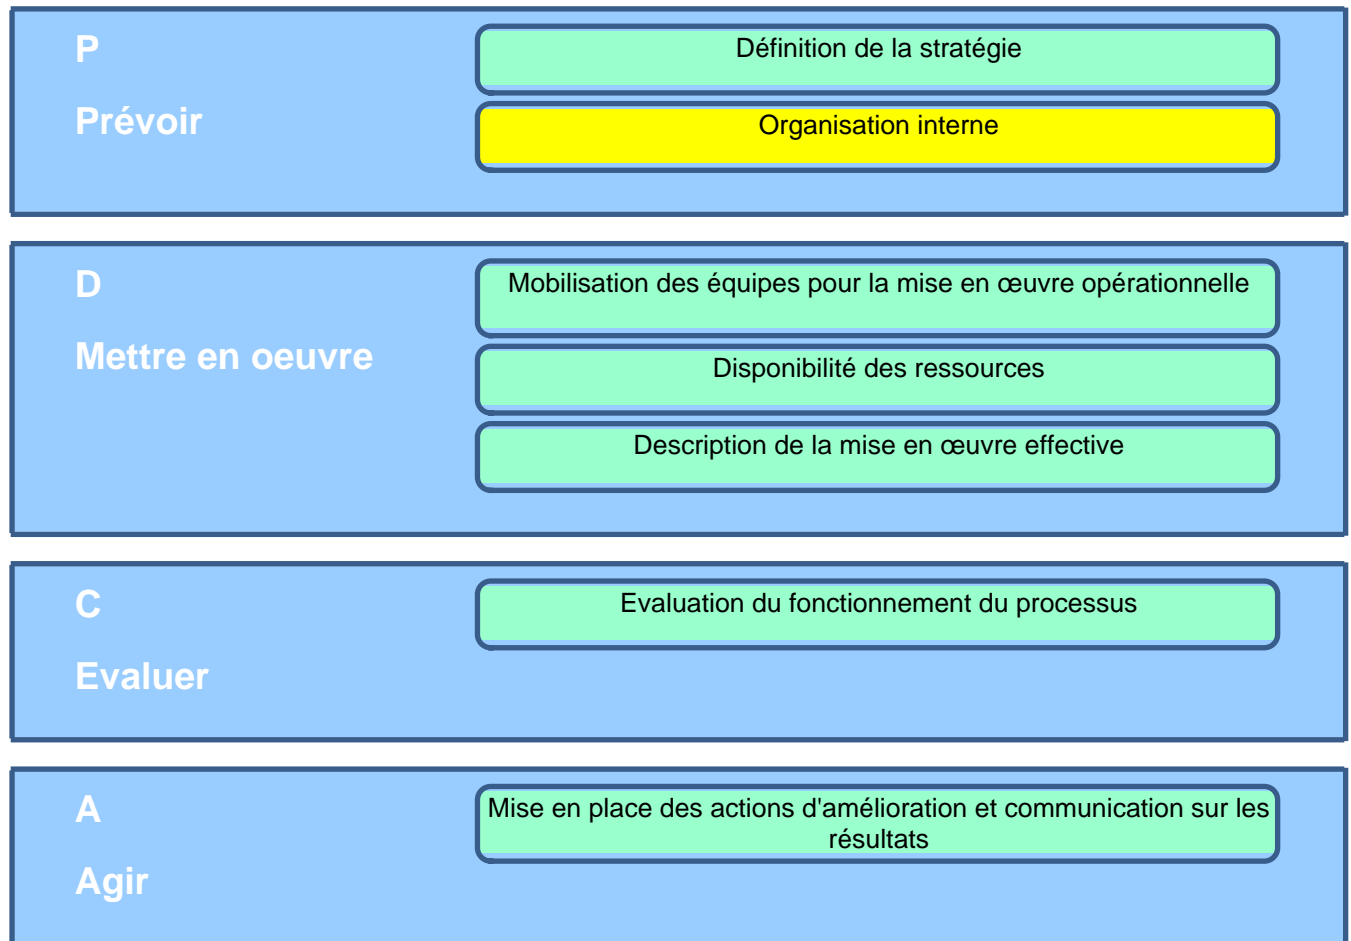 P
Définition de la stratégie
Prévoir
Organisation interne
D
Mobilisation des équipes pour la mise en œuvre opérationnelle
Mettre en oeuvre
Disponibilité des ressources
Description de la mise en œuvre effective
C
Evaluation du fonctionnement du processus
Evaluer
A
Mise en place des actions d'amélioration et communication sur les
résultats
Agir